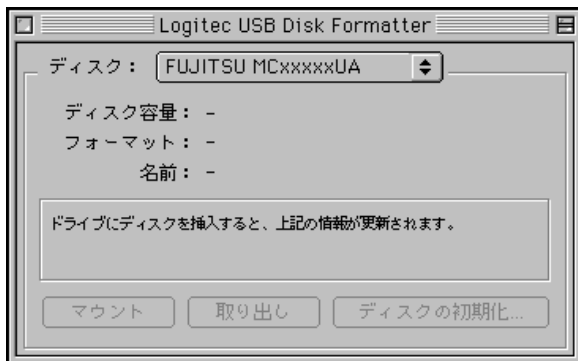 Logitec USB Disk Formatter
ディスク： FUJITSU MCxxxxxUA
ディスク容量： -
フォーマット： -
名前： -
ドライブにディスクを挿入すると、上記の情報が更新されます。
マウント 取り出し ディスクの初期化...